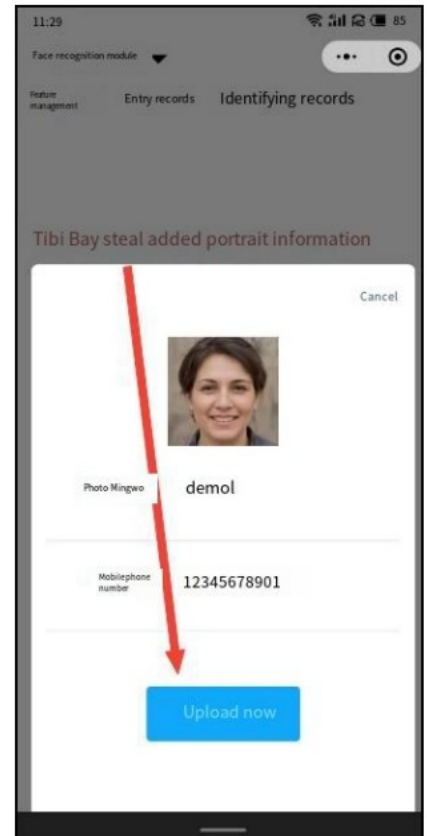 11:29
85
Face recognition module
Feature management
Entry records
Identifying records
Tibi Bay steal added portrait information
Cancel
Photo Mingwo
demol
Mobilephone
number
12345678901
Upload now